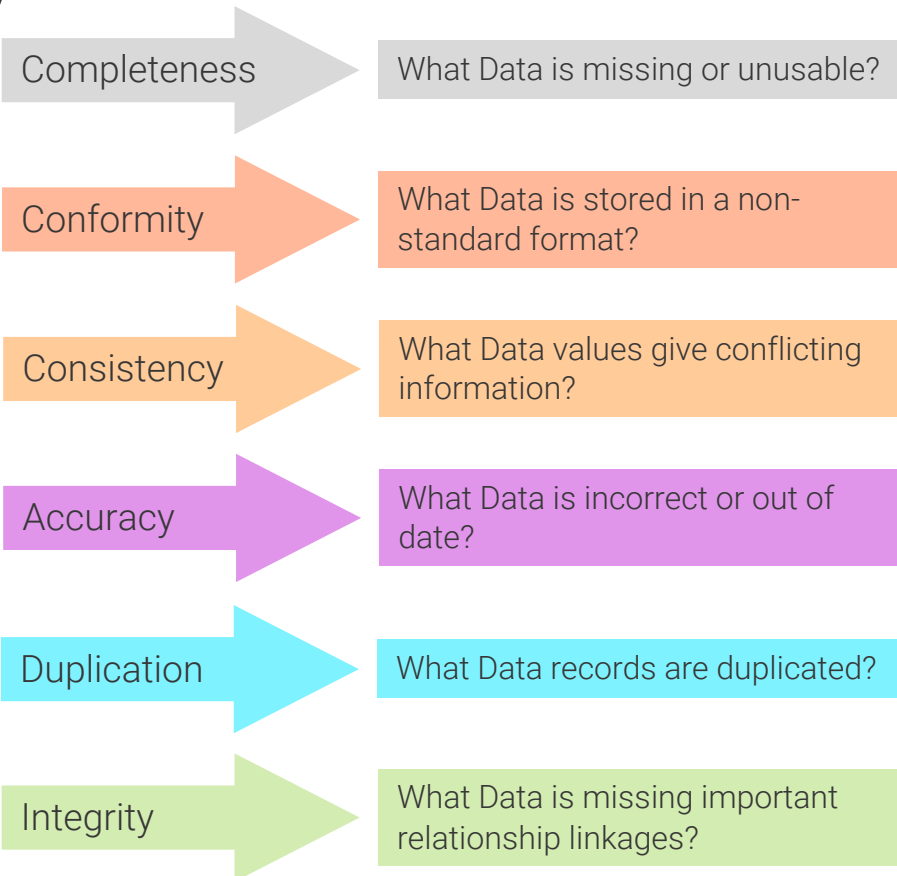 Completeness
What Data is missing or unusable?
Conformity
What Data is stored in a non-
standard format?
Consistency
What Data values give conflicting
information?
Accuracy
What Data is incorrect or out of
date?
Duplication
What Data records are duplicated?
Integrity
What Data is missing important
relationship linkages?